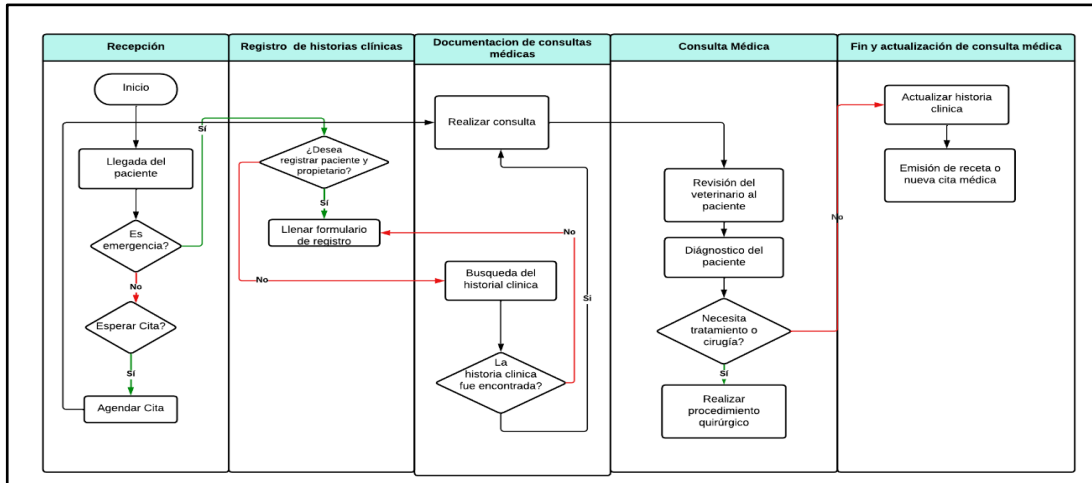 Recepción
Registro de historias clínicas
Documentacion de consultas
médicas
Consulta Médica
Fin y actualización de consulta médica
Inicio
Llegada del
paciente
Es
emergencia?
Sí
No
Esperar Cita?
Sí
Agendar Cita
¿Desea
registrar paciente y
propietario?
Sí
No
Llenar formulario
de registro
Realizar consulta
Busqueda del
historial clinica
La
historia clinica
fue encontrada?
No
Sí
Revisión del
veterinario al
paciente
Diágnostico del
paciente
Necesita
tratamiento o
cirugía?
Sí
No
Realizar
procedimiento
quirúrgico
Actualizar historia
clinica
Emisión de receta o
nueva cita médica